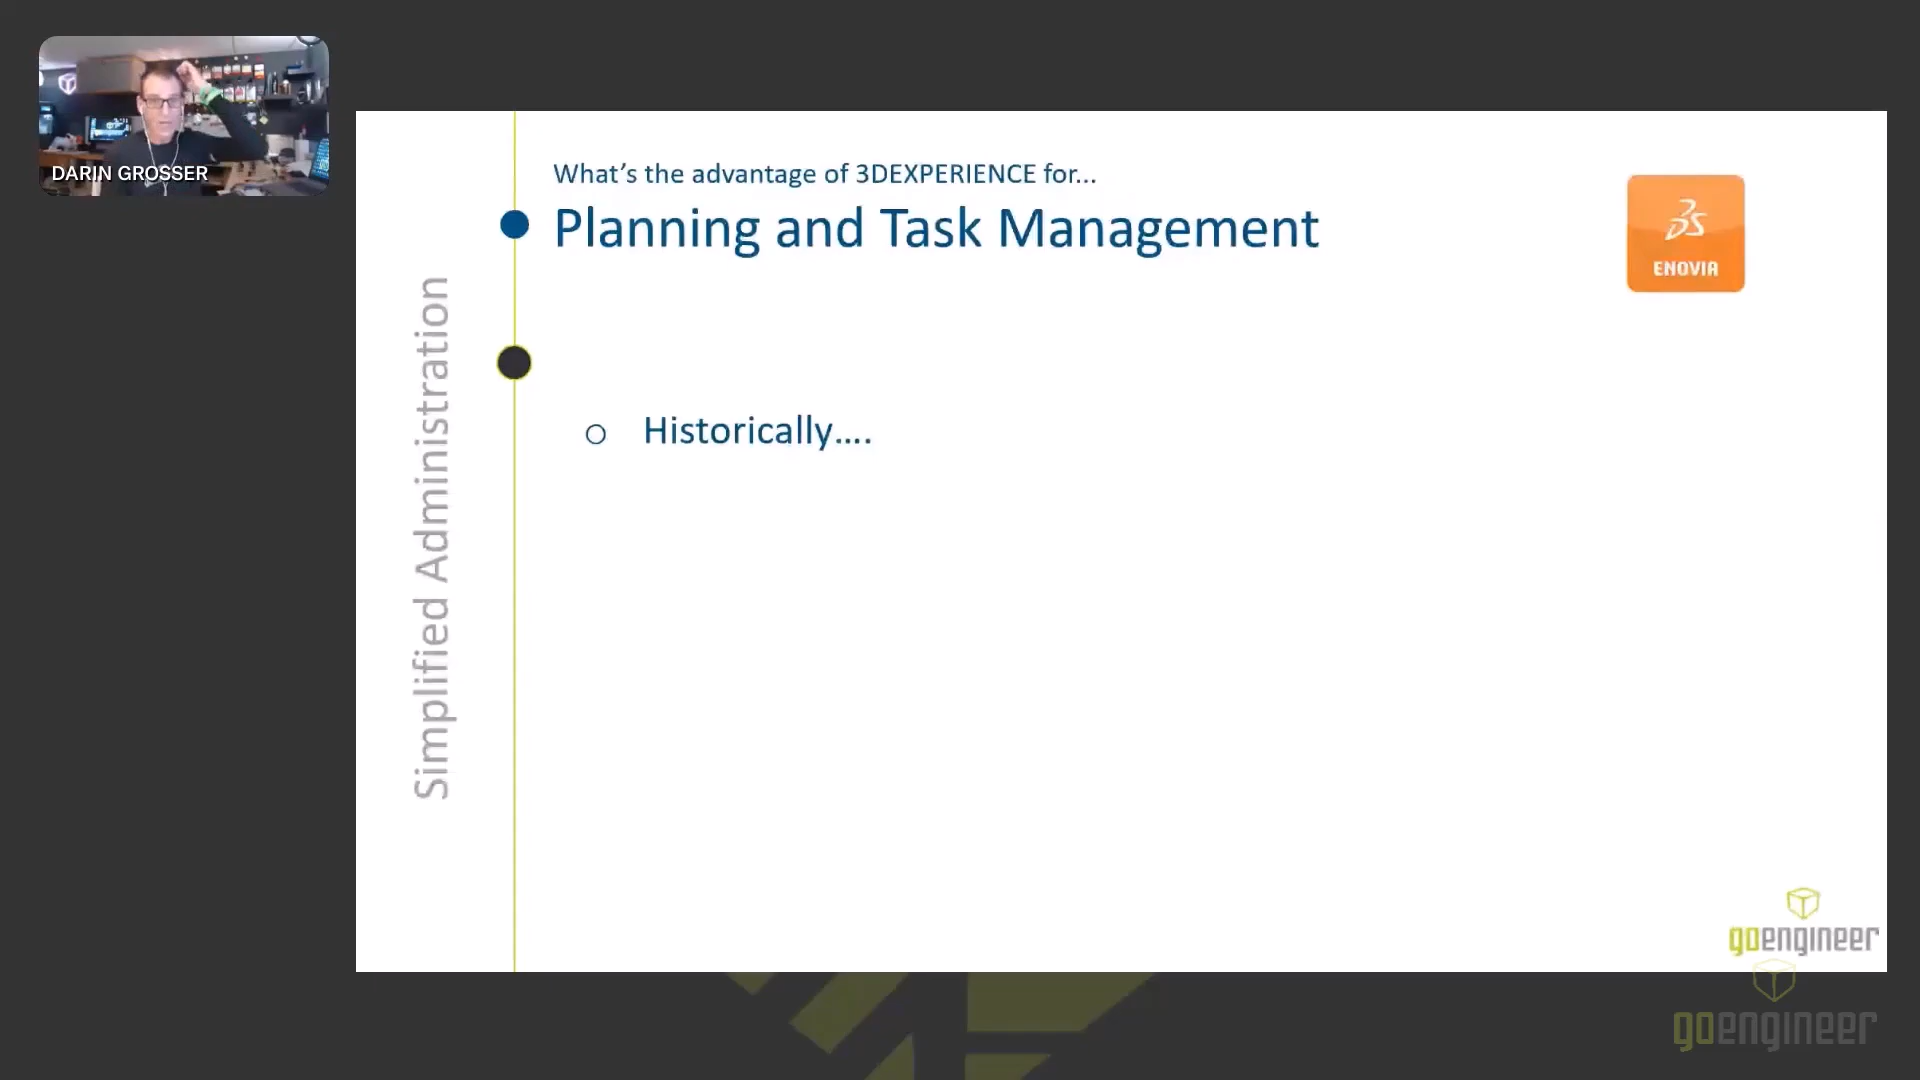 DARIN GROSSER
What's the advantage of 3DEXPERIENCE for...
Planning and Task Management
ENOVIA
Simplified Administration
o Historically....
goengineer
goengineer